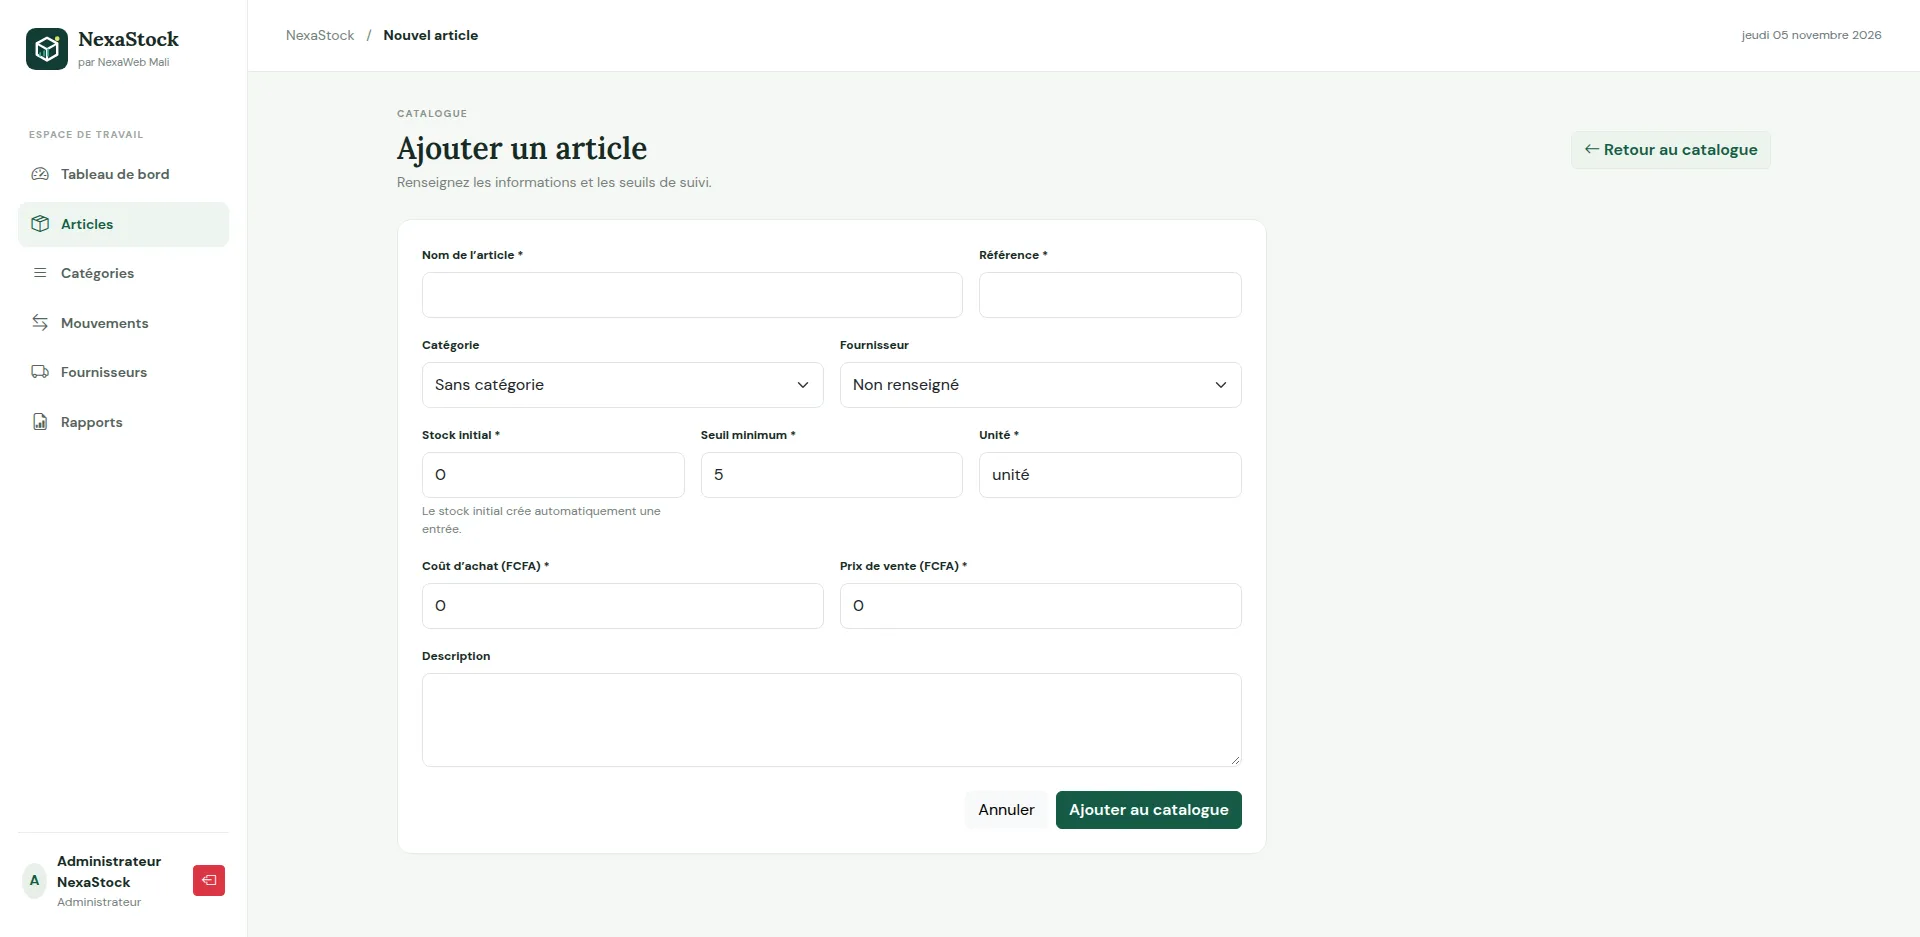 NexaStock
par NexaWeb Mali
ESPACE DE TRAVAIL
Tableau de bord
Articles
Catégories
Mouvements
Fournisseurs
Rapports
A
Administrateur
NexaStock
Administrateur
NexaStock / Nouvel article
jeudi 05 novembre 2026
CATALOGUE
Ajouter un article
Renseignez les informations et les seuils de suivi.
← Retour au catalogue
Nom de l’article * Référence *
Catégorie Fournisseur
Sans catégorie Non renseigné
Stock initial * Seuil minimum * Unité *
0 5 unité
Le stock initial crée automatiquement une
entrée.
Coût d’achat (FCFA) * Prix de vente (FCFA) *
0 0
Description
Annuler Ajouter au catalogue